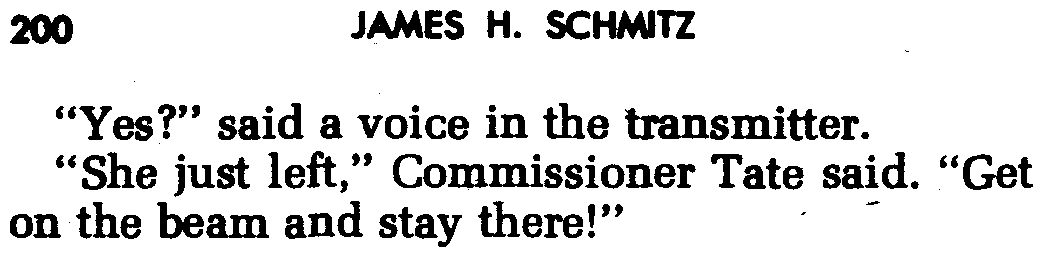 200 JAMES H. SCHMITZ
“Yes?” said a voice in the transmitter.
“She just left,” Commissioner Tate said. “Get
on the beam and stay there!”